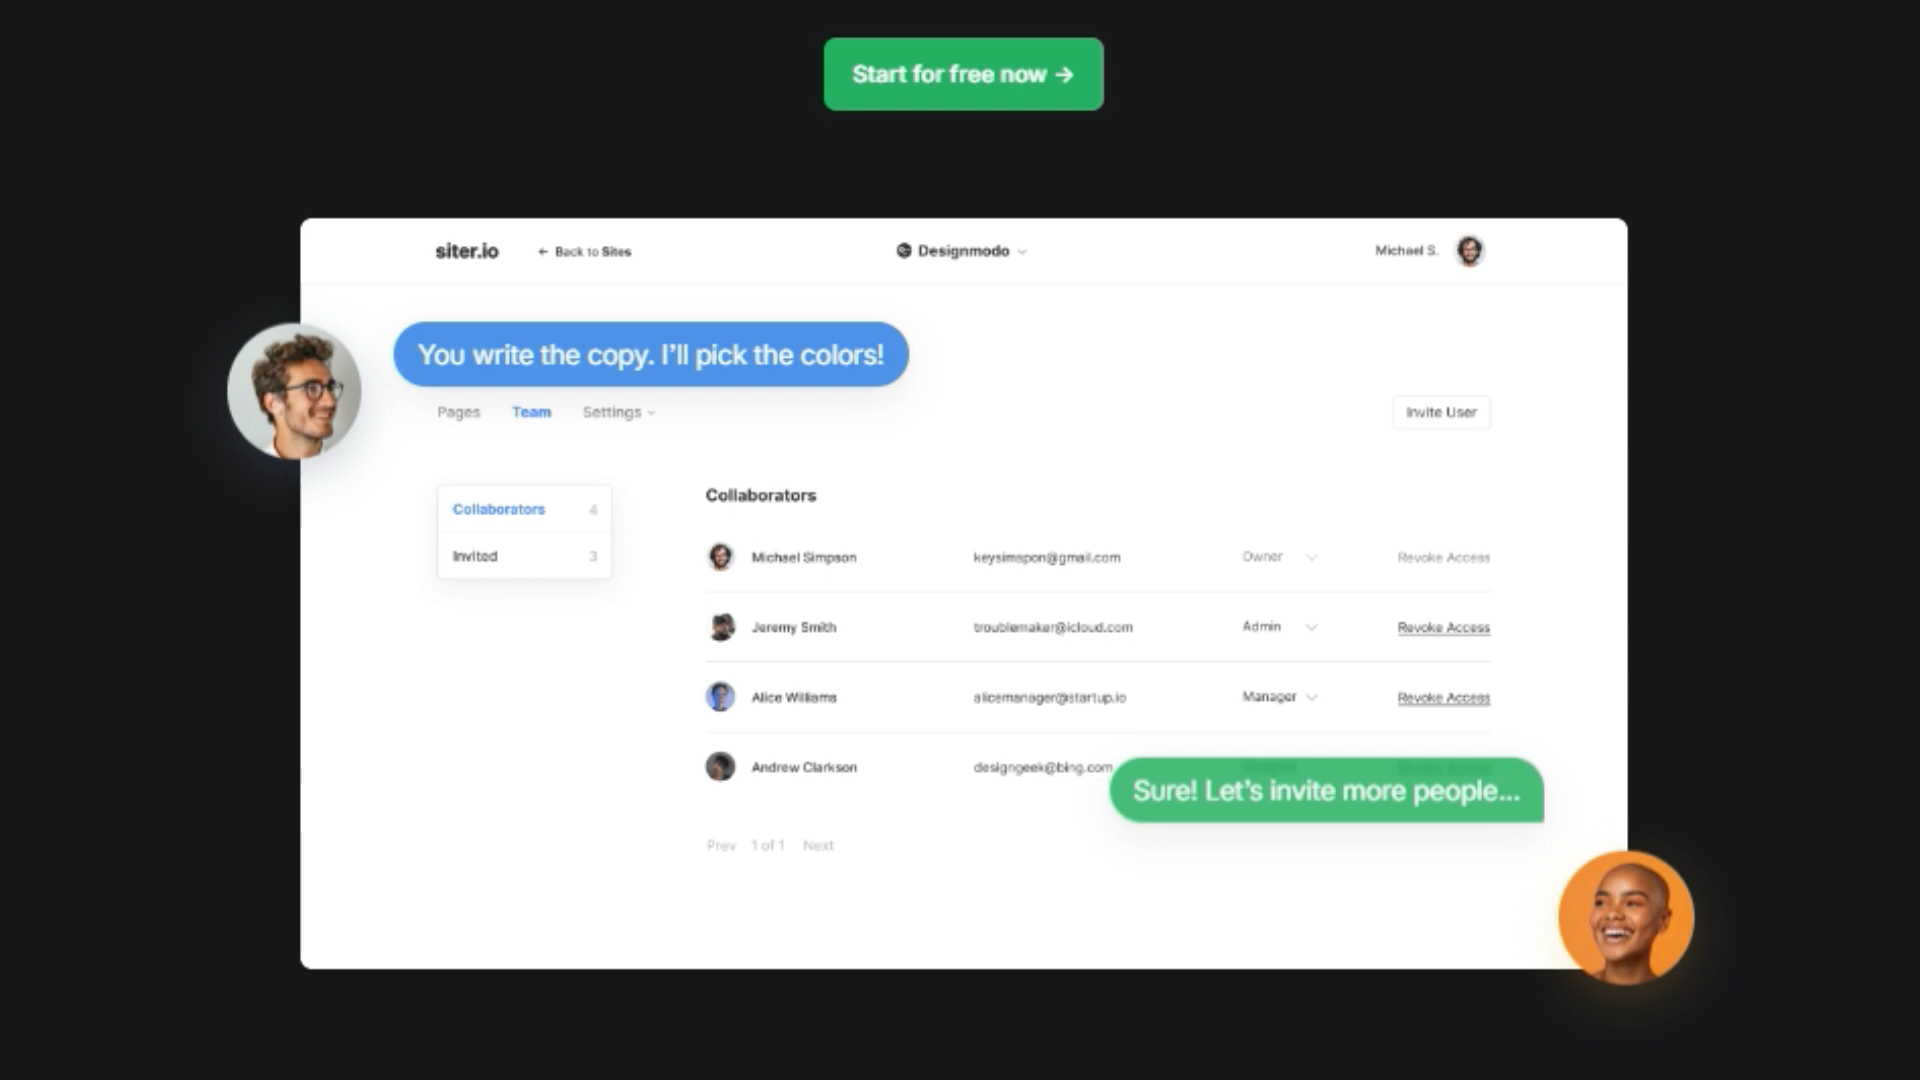 Start for free now →
siter.io ← Back to Sites Designmodo Michael S.
You write the copy. I'll pick the colors!
Pages Team Settings Invite User
Collaborators 4
Invited 3
Collaborators
Michael Simpson keysimspon@gmail.com Owner Revoke Access
Jeremy Smith troublemaker@icloud.com Admin Revoke Access
Alice Williams alicemanager@startup.io Manager Revoke Access
Andrew Clarkson designgeek@bing.com
Sure! Let's invite more people...
Prev 1 of 1 Next